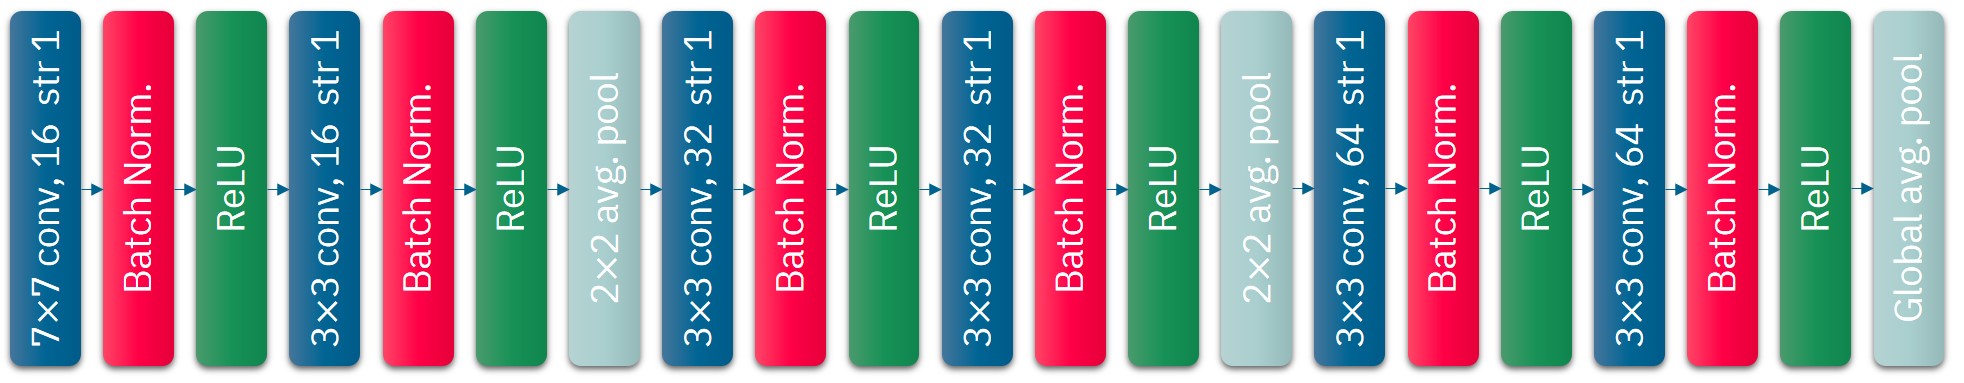 7×7 conv, 16 str 1
Batch Norm.
ReLU
3×3 conv, 16 str 1
Batch Norm.
ReLU
2×2 avg. pool
3×3 conv, 32 str 1
Batch Norm.
ReLU
3×3 conv, 32 str 1
Batch Norm.
ReLU
2×2 avg. pool
3×3 conv, 64 str 1
Batch Norm.
ReLU
3×3 conv, 64 str 1
Batch Norm.
ReLU
Global avg. pool